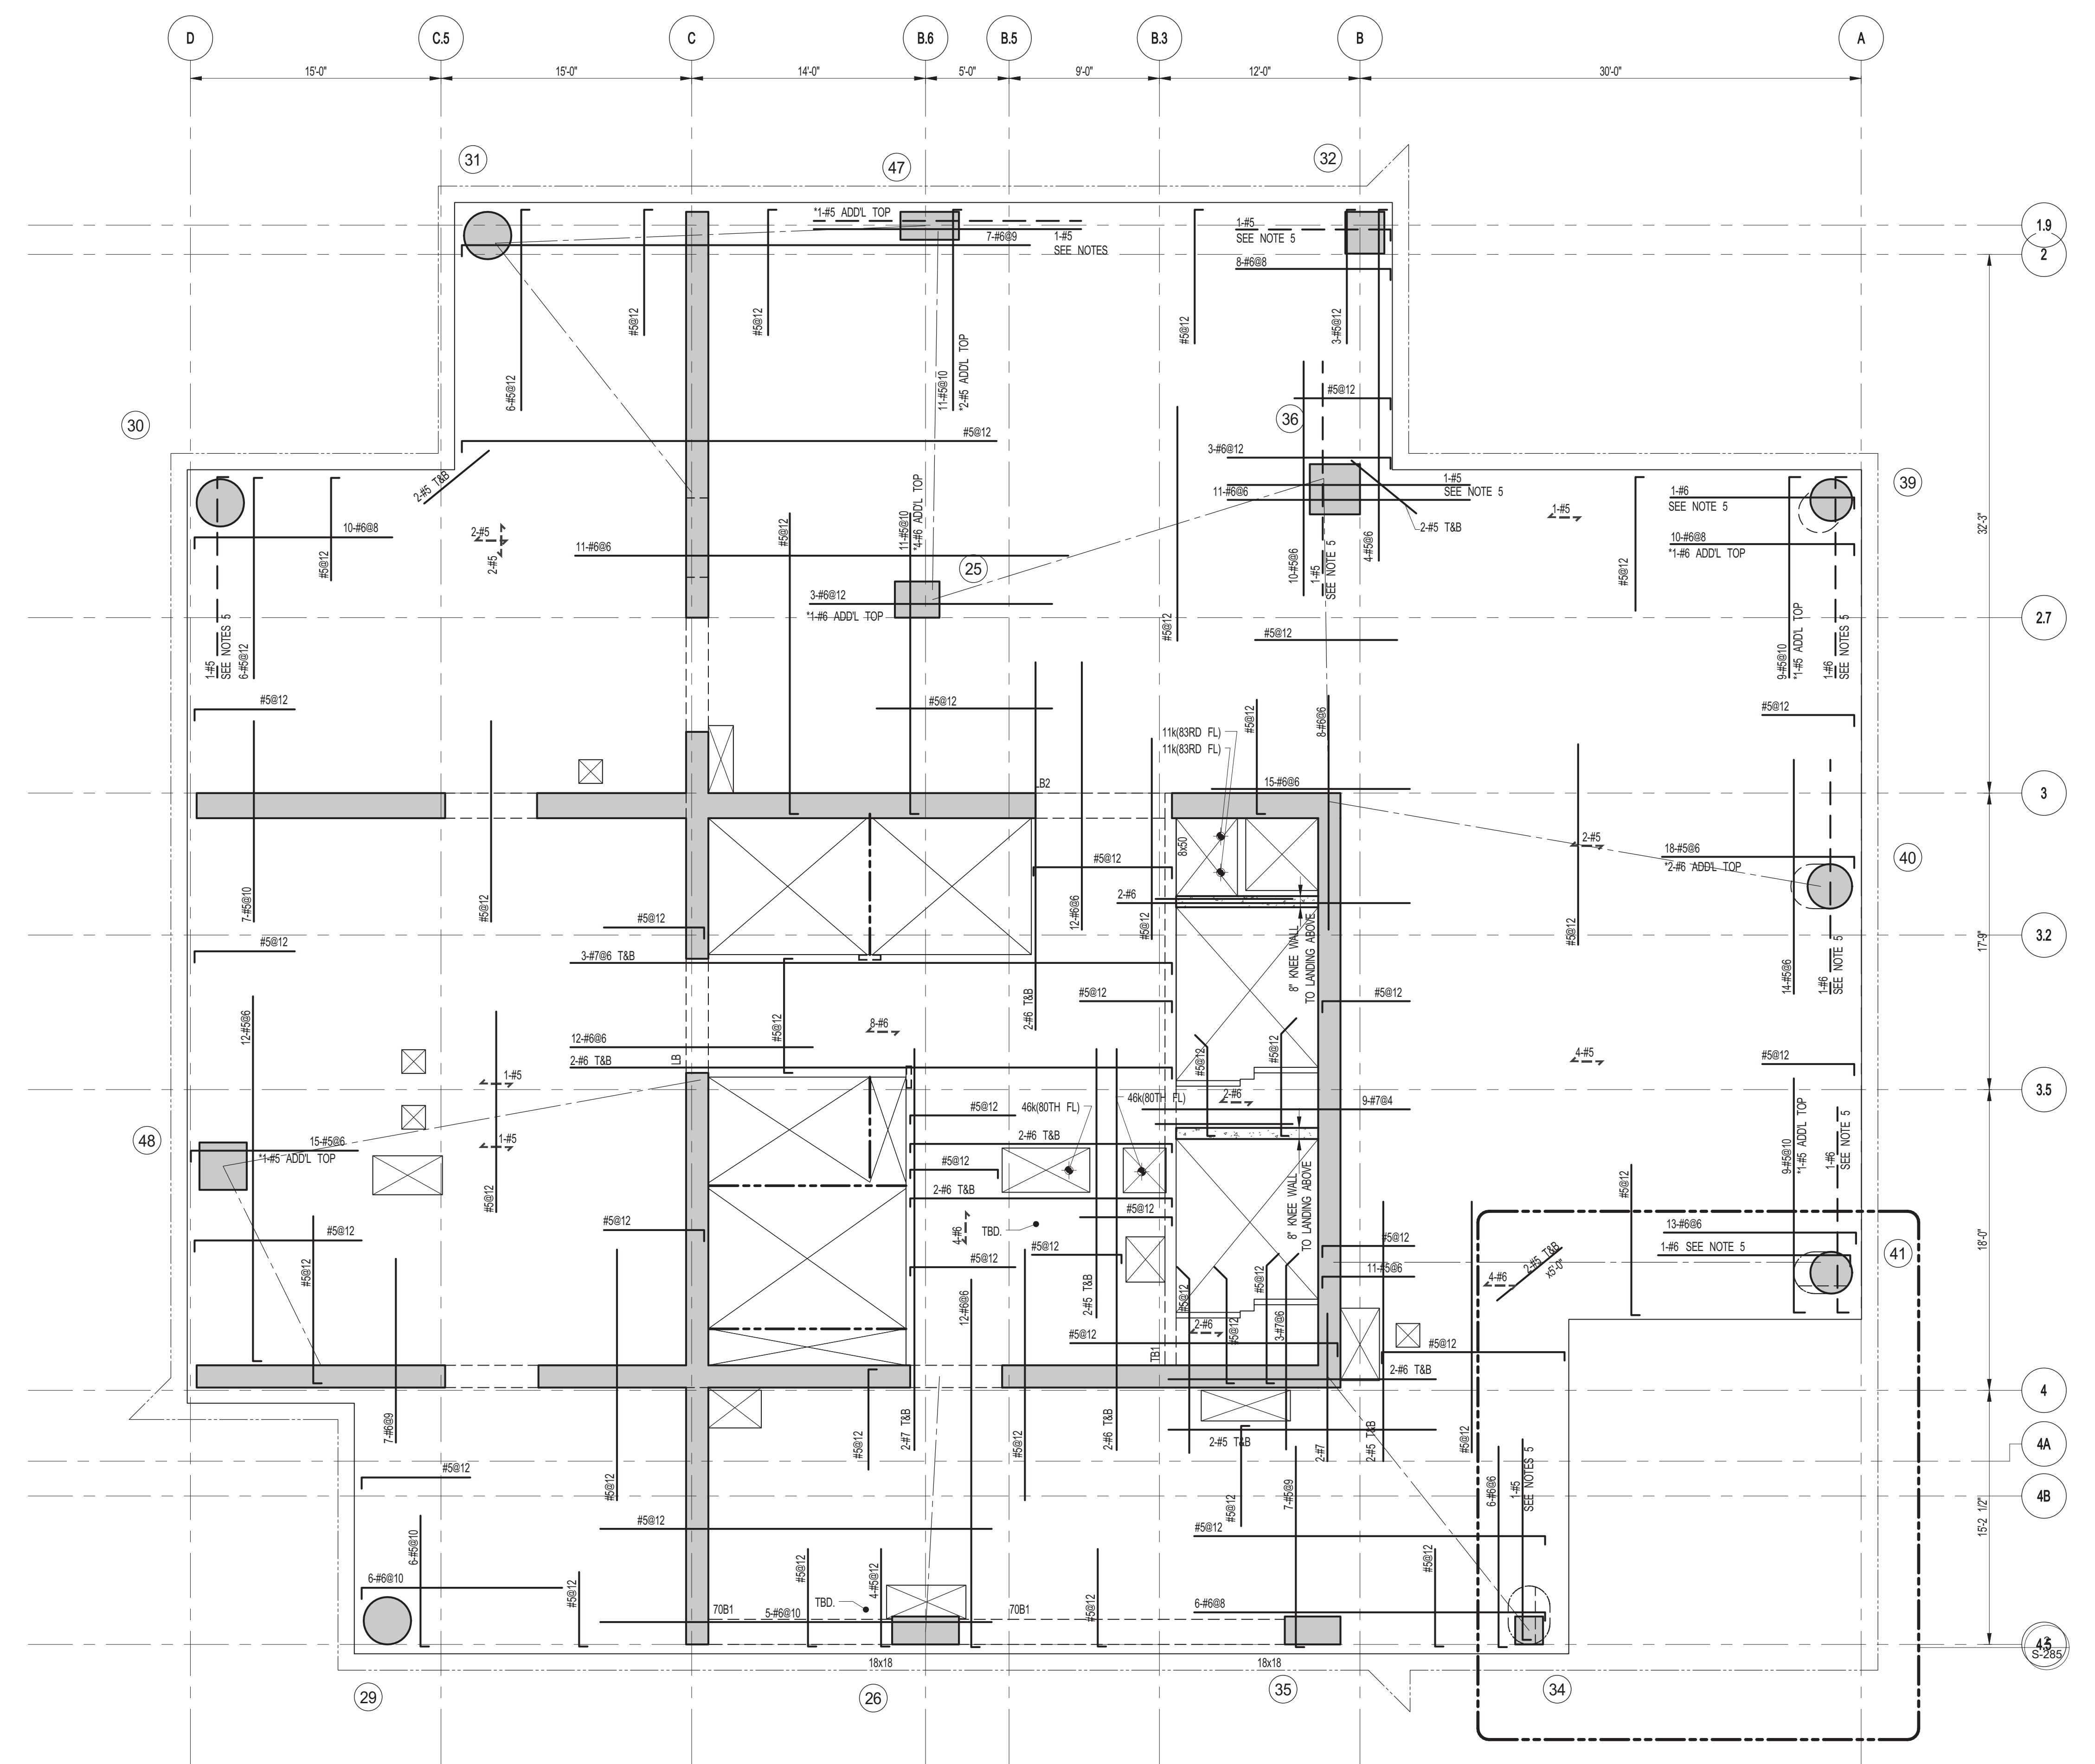 D
C.5
C
B.6
B.5
B.3
B
A
15'-0"
15'-0"
14'-0"
5'-0"
9'-0"
12'-0"
30'-0"
31
47
32
*1-#5 ADD'L TOP
7-#6@9
1-#5
SEE NOTES
1-#5
SEE NOTE 5
8-#6@8
1.9
2
#5@12
#5@12
#5@12
3-#5@12
6-#5@12
11-#5@10
*2-#5 ADD'L TOP
30
#5@12
36
#5@12
3-#6@12
11-#6@6
1-#5
SEE NOTE 5
2-#5 T&B
39
2-#5 T&B
10-#6@8
#5@12
2-#5
2-#5
11-#6@6
#5@12
11-#5@10
*4-#6 ADD'L TOP
25
3-#6@12
*1-#6 ADD'L TOP
10-#5@6
1-#5
SEE NOTE 5
4-#5@6
1-#5
1-#6
SEE NOTE 5
10-#6@8
*1-#6 ADD'L TOP
#5@12
32'-3"
2.7
1-#5
SEE NOTES 5
6-#5@12
#5@12
#5@12
9-#5@10
*1-#5 ADD'L TOP
1-#6
SEE NOTES 5
#5@12
#5@12
#5@12
11k(83RD FL)
11k(83RD FL)
#5@12
8-#6@6
LB2
15-#6@6
3
7-#5@10
#5@12
8x50
#5@12
2-#6
12-#6@6
#5@12
2-#5
18-#5@6
*2-#6 ADD'L TOP
40
#5@12
#5@12
#5@12
3-#7@6 T&B
8" KNEE WALL
TO LANDING ABOVE
3.2
17'-9"
12-#5@6
#5@12
2-#6 T&B
#5@12
#5@12
14-#5@6
1-#6
SEE NOTE 5
8-#6
12-#6@6
2-#6 T&B
LB
#5@12
#5@12
4-#5
#5@12
1-#5
3.5
2-#6
9-#7@4
46k(80TH FL)
46k(80TH FL)
#5@12
48
15-#5@6
*1-#5 ADD'L TOP
1-#5
#5@12
2-#6 T&B
#5@12
2-#6 T&B
8" KNEE WALL
TO LANDING ABOVE
#5@12
9-#5@10
*1-#5 ADD'L TOP
1-#6
SEE NOTE 5
#5@12
#5@12
#5@12
4-#6
TBD.
#5@12
#5@12
#5@12
#5@12
13-#6@6
1-#6 SEE NOTE 5
41
18'-0"
2-#5 T&B
x5'-0"
4-#6
11-#5@6
12-#6@6
2-#5 T&B
#5@12
#5@12
#5@12
3-#7@6
2-#6
#5@12
TB1
#5@12
2-#6 T&B
4
7-#6@9
#5@12
2-#7 T&B
#5@12
2-#6 T&B
2-#5 T&B
2-#7
2-#5 T&B
#5@12
4A
#5@12
#5@12
#5@12
7-#5@9
6-#6@6
1-#5
SEE NOTES 5
4B
15'-2 1/2"
#5@12
#5@12
6-#5@10
6-#6@10
#5@12
#5@12
4-#5@12
TBD.
70B1
5-#6@10
70B1
#5@12
6-#6@8
#5@12
4.5
S-285
18x18
18x18
29
26
35
34